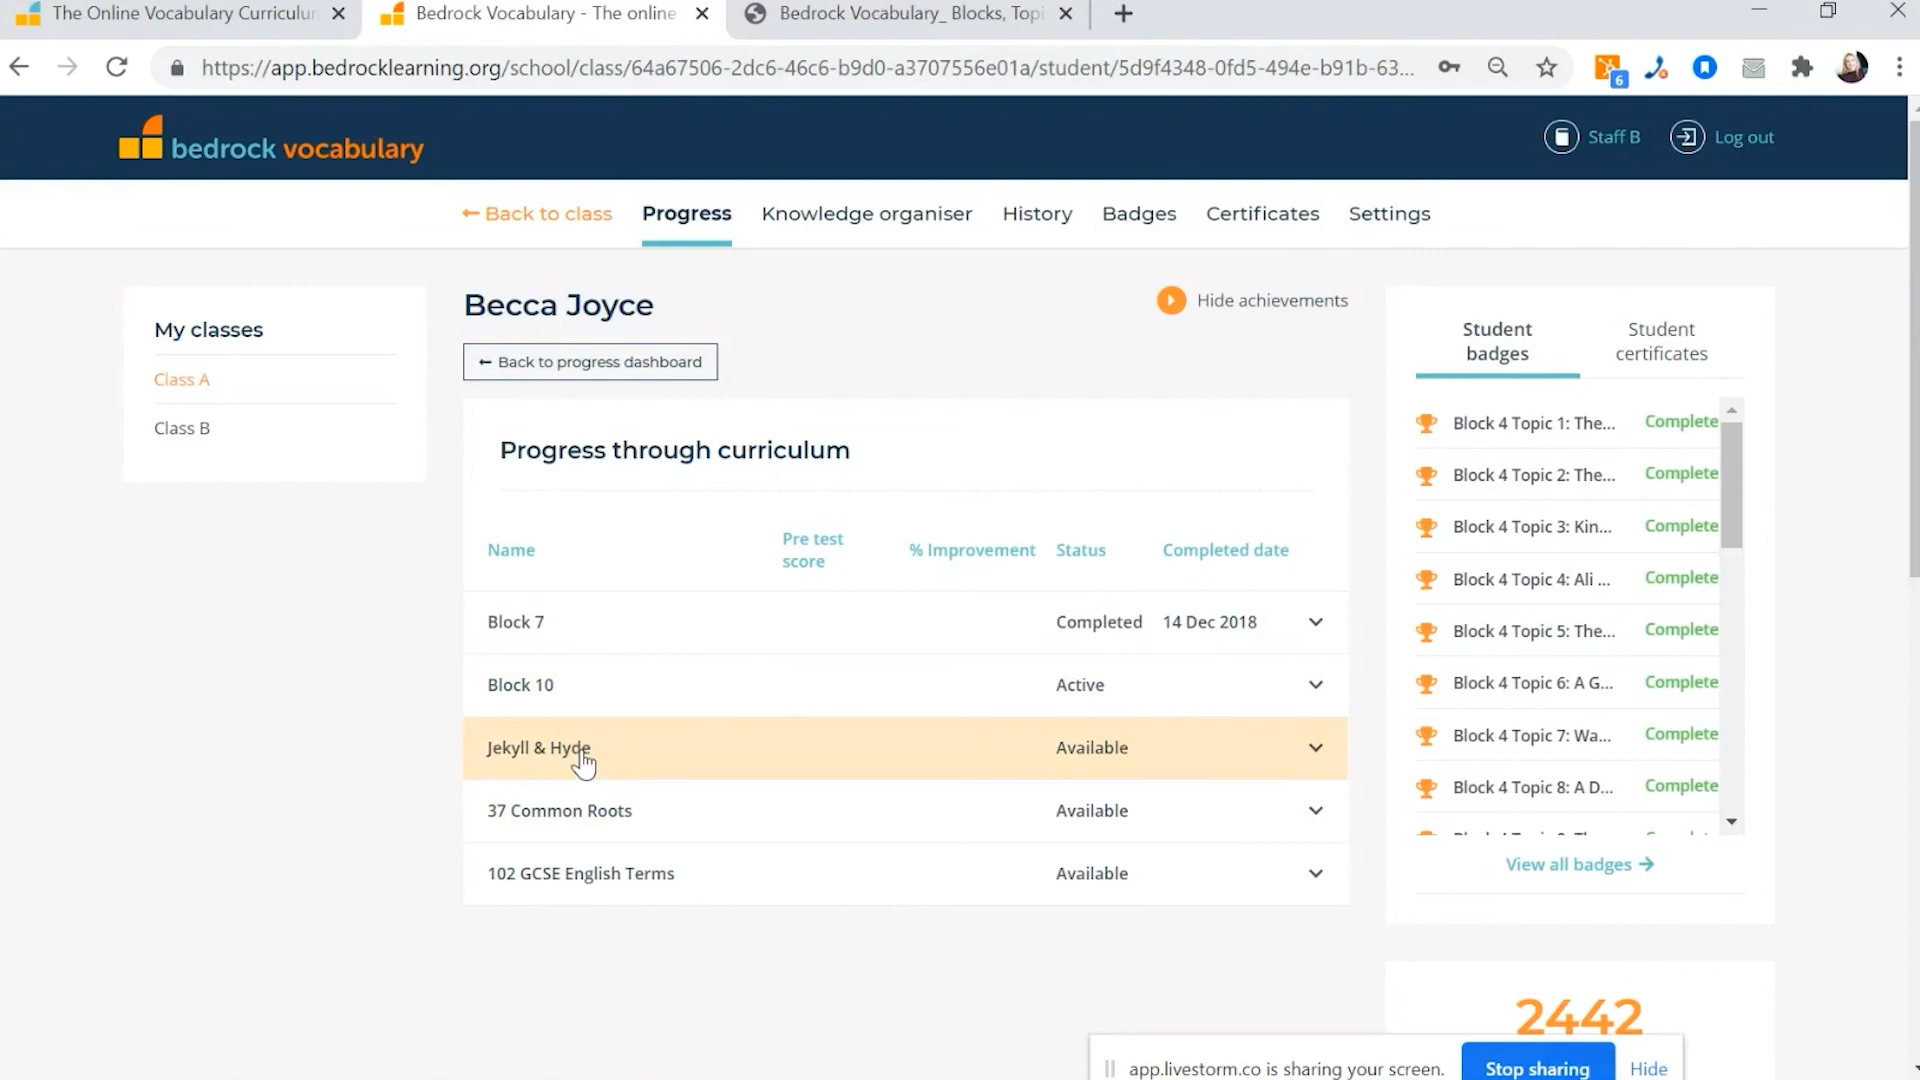 The Online Vocabulary Curriculur
Bedrock Vocabulary - The online
Bedrock Vocabulary_ Blocks, Topi
https://app.bedrocklearning.org/school/class/64a67506-2dc6-46c6-b9d0-a3707556e01a/student/5d9f4348-0fd5-494e-b91b-63...
6
bedrock vocabulary
Staff B
Log out
Back to class
Progress
Knowledge organiser
History
Badges
Certificates
Settings
My classes
Class A
Class B
Becca Joyce
Hide achievements
Back to progress dashboard
Progress through curriculum
Name
Pre test
score
% Improvement
Status
Completed date
Block 7
Completed
14 Dec 2018
Block 10
Active
Jekyll & Hyde
Available
37 Common Roots
Available
102 GCSE English Terms
Available
Student
badges
Student
certificates
Block 4 Topic 1: The... Complete
Block 4 Topic 2: The... Complete
Block 4 Topic 3: Kin... Complete
Block 4 Topic 4: Ali ... Complete
Block 4 Topic 5: The... Complete
Block 4 Topic 6: A G... Complete
Block 4 Topic 7: Wa... Complete
Block 4 Topic 8: A D... Complete
View all badges
2442
app.livestorm.co is sharing your screen.
Stop sharing
Hide